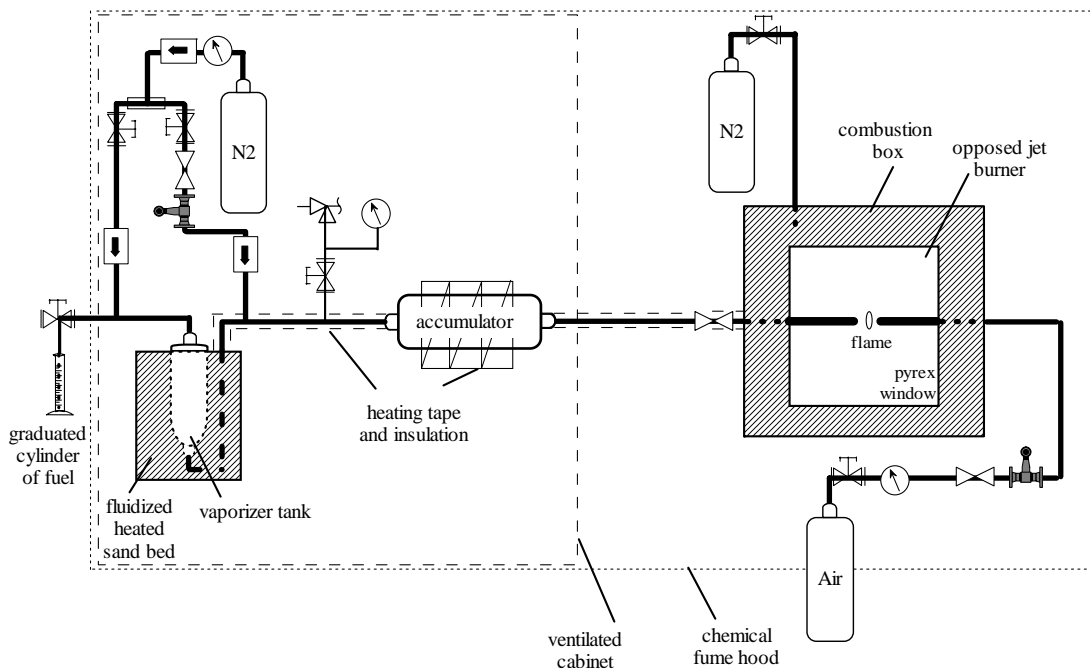 N2
N2
combustion
box
opposed jet
burner
accumulator
flame
pyrex
window
heating tape
and insulation
graduated
cylinder
of fuel
vaporizer tank
fluidized
heated
sand bed
Air
ventilated
cabinet
chemical
fume hood